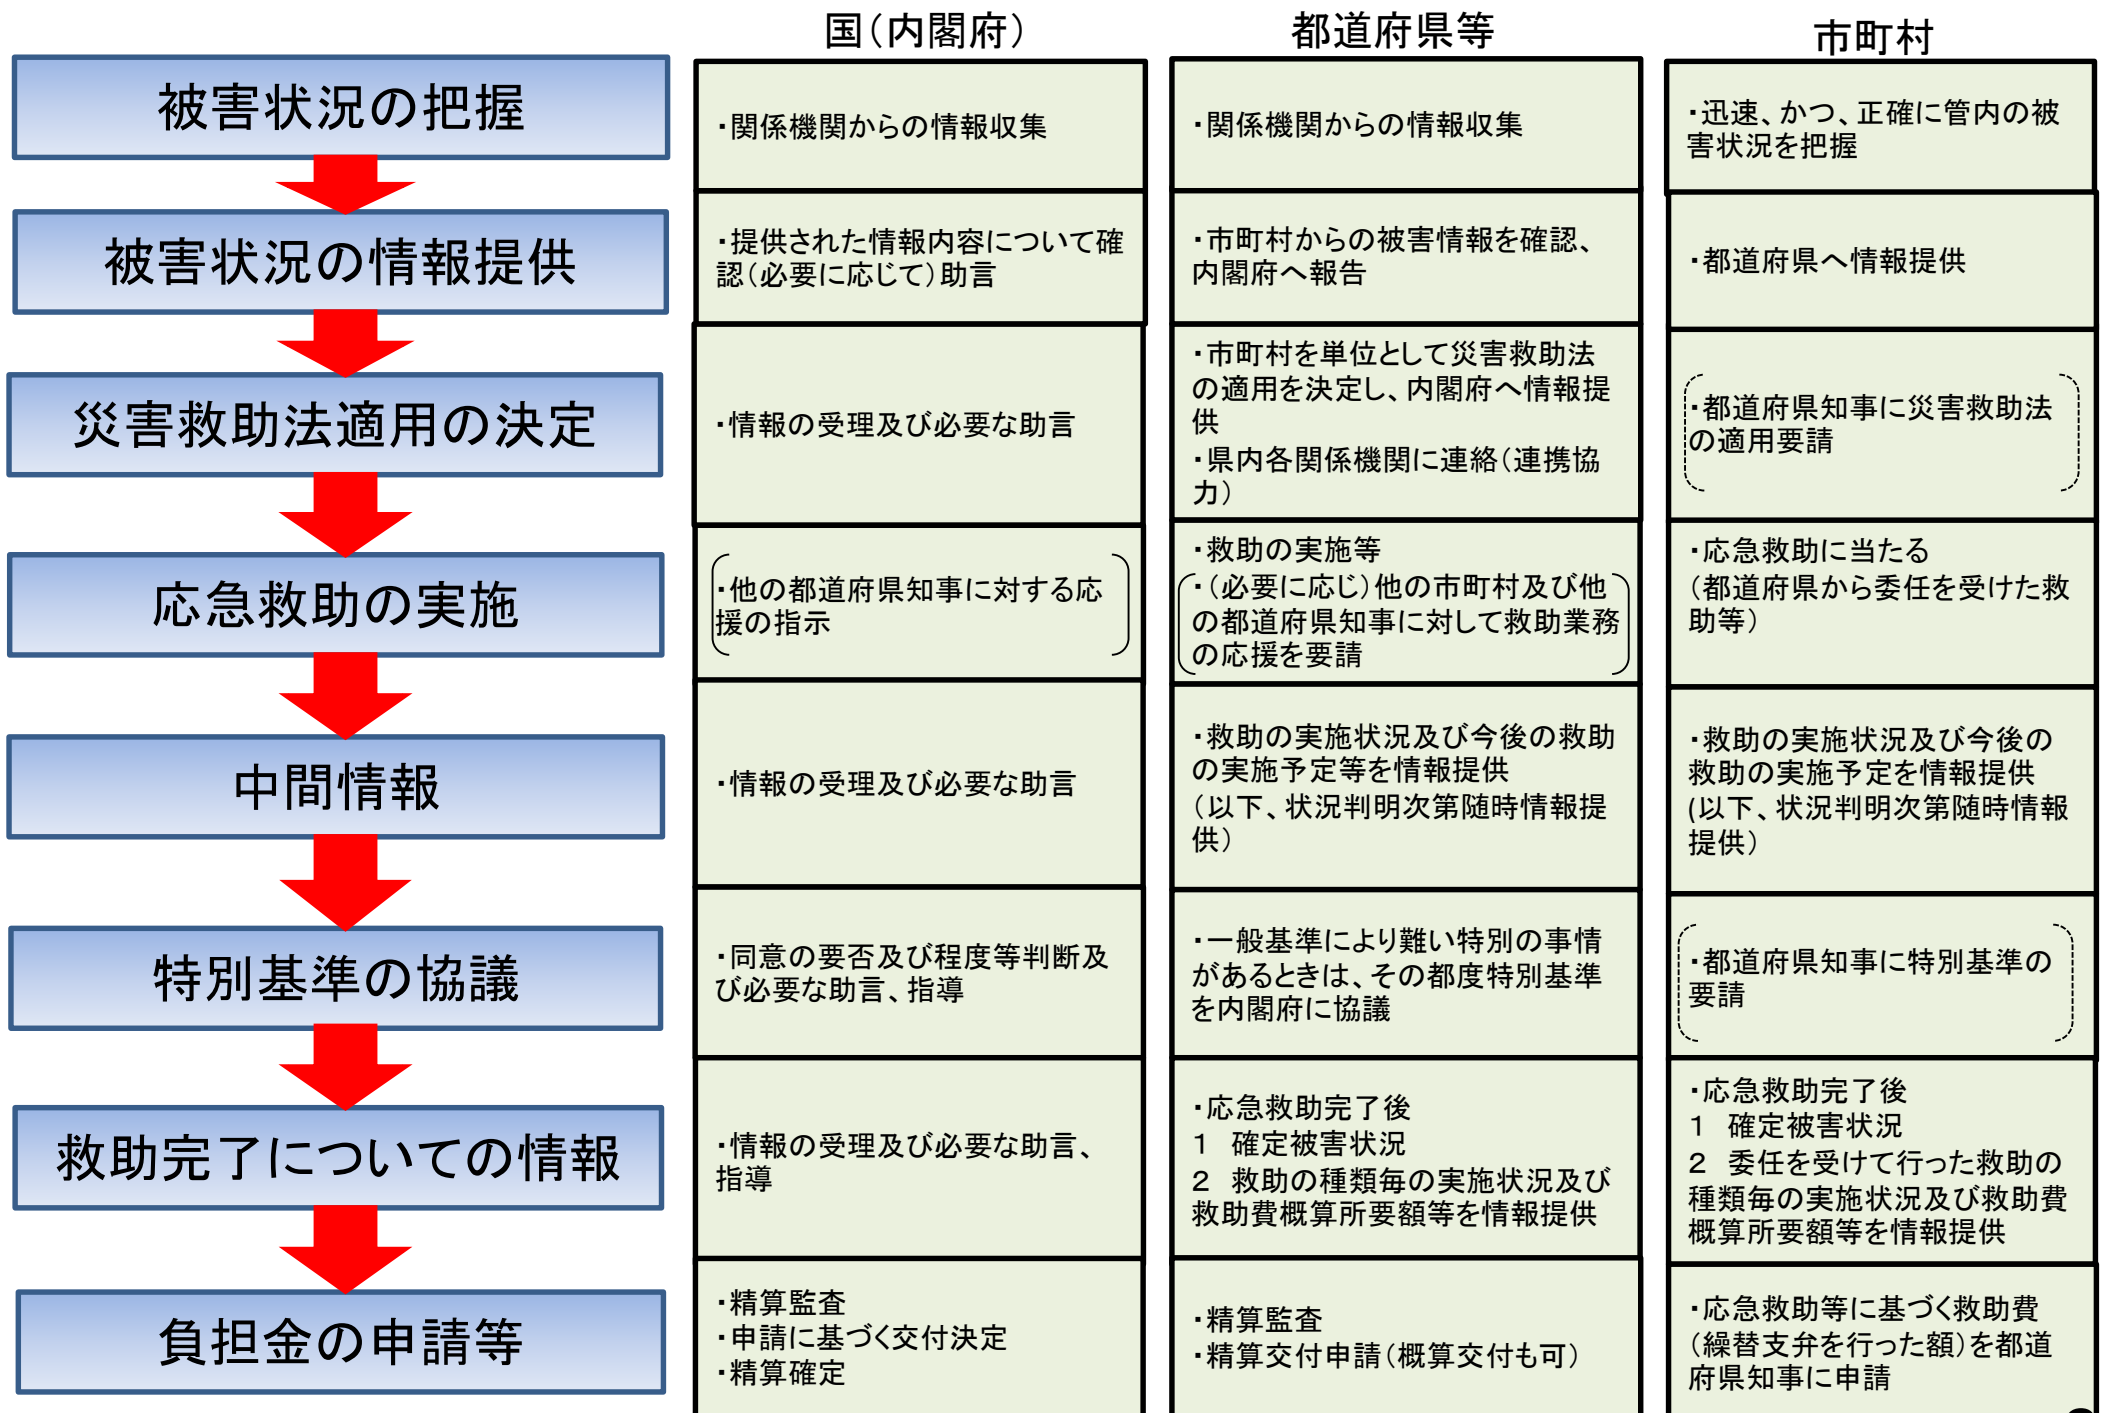 国（内閣府）
都道府県等
市町村
被害状況の把握
・関係機関からの情報収集
・関係機関からの情報収集
・迅速、かつ、正確に管内の被
害状況を把握
被害状況の情報提供
・提供された情報内容について確
認（必要に応じて）助言
・市町村からの被害情報を確認、
内閣府へ報告
・都道府県へ情報提供
災害救助法適用の決定
・情報の受理及び必要な助言
・市町村を単位として災害救助法
の適用を決定し、内閣府へ情報提
供
・県内各関係機関に連絡（連携協
力）
・都道府県知事に災害救助法
の適用要請
応急救助の実施
・他の都道府県知事に対する応
援の指示
・救助の実施等
・（必要に応じ）他の市町村及び他
の都道府県知事に対して救助業務
の応援を要請
・応急救助に当たる
（都道府県から委任を受けた救
助等）
中間情報
・情報の受理及び必要な助言
・救助の実施状況及び今後の救助
の実施予定等を情報提供
（以下、状況判明次第随時情報提
供）
・救助の実施状況及び今後の
救助の実施予定を情報提供
(以下、状況判明次第随時情報
提供）
特別基準の協議
・同意の要否及び程度等判断及
び必要な助言、指導
・一般基準により難い特別の事情
があるときは、その都度特別基準
を内閣府に協議
・都道府県知事に特別基準の
要請
救助完了についての情報
・情報の受理及び必要な助言、
指導
・応急救助完了後
１　確定被害状況
２　救助の種類毎の実施状況及び
救助費概算所要額等を情報提供
・応急救助完了後
１　確定被害状況
２　委任を受けて行った救助の
種類毎の実施状況及び救助費
概算所要額等を情報提供
負担金の申請等
・精算監査
・申請に基づく交付決定
・精算確定
・精算監査
・精算交付申請（概算交付も可）
・応急救助等に基づく救助費
（繰替支弁を行った額）を都道
府県知事に申請